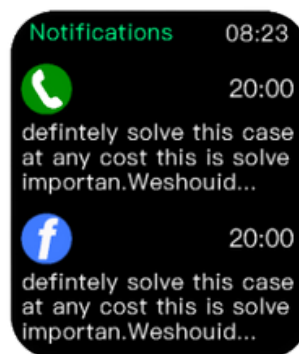 Notifications 08:23
20:00
defintely solve this case
at any cost this is solve
importan.Weshouid...
f 20:00
defintely solve this case
at any cost this is solve
importan.Weshouid...